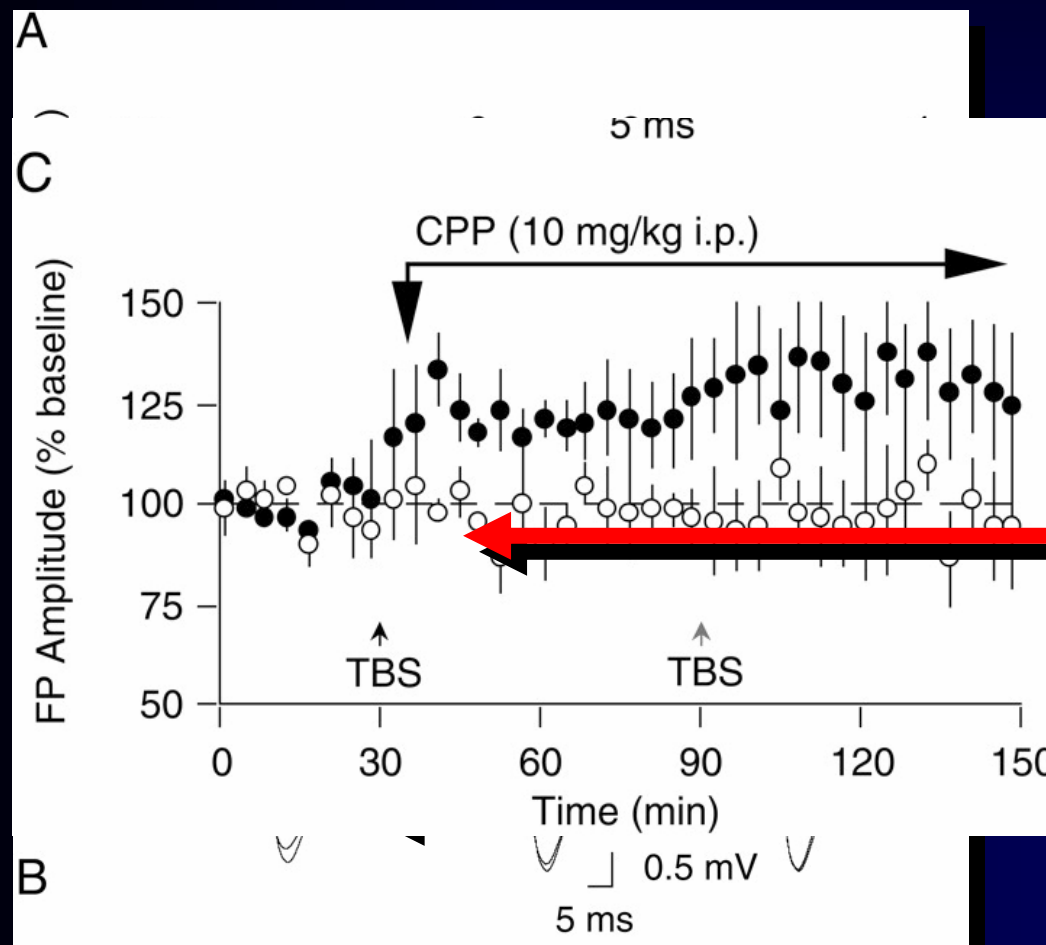 A
5 ms
C
CPP (10 mg/kg i.p.)
FP Amplitude (% baseline)
150
125
100
75
50
TBS
TBS
0 30 60 90 120 150
Time (min)
B
0.5 mV
5 ms